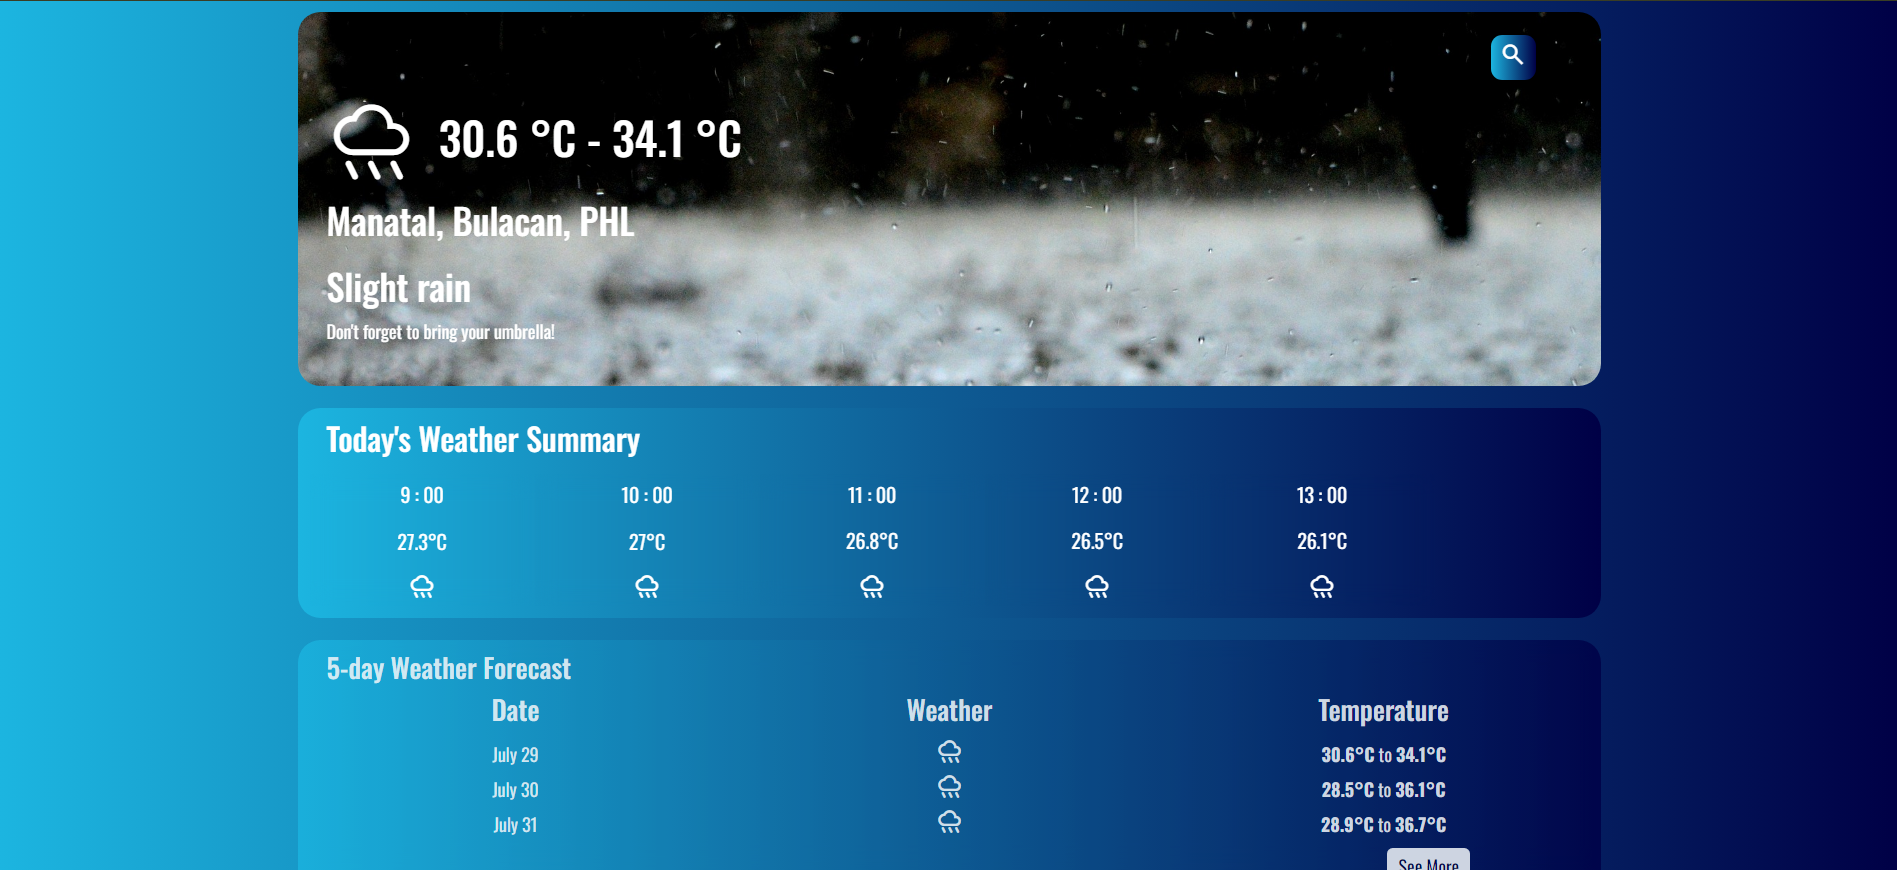 30.6 °C - 34.1 °C
Manatal, Bulacan, PHL
Slight rain
Don't forget to bring your umbrella!
Today's Weather Summary
9 : 00 10 : 00 11 : 00 12 : 00 13 : 00
27.3°C 27°C 26.8°C 26.5°C 26.1°C
5-day Weather Forecast
Date Weather Temperature
July 29 30.6°C to 34.1°C
July 30 28.5°C to 36.1°C
July 31 28.9°C to 36.7°C
See More